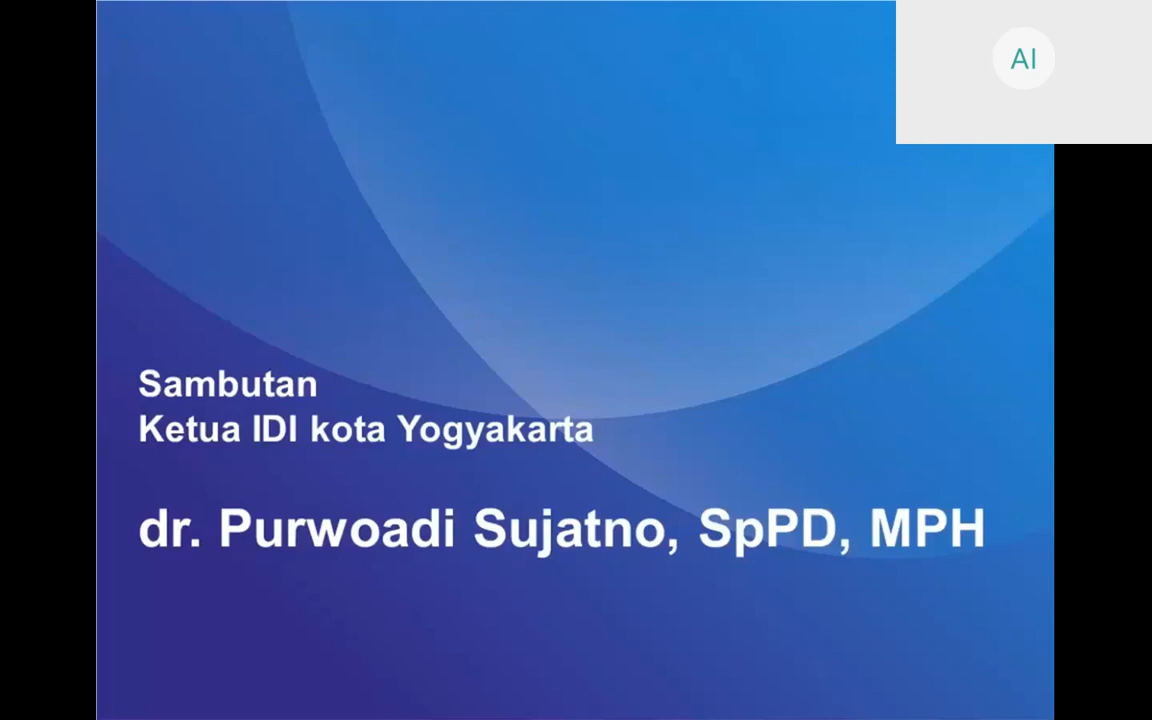 AI
Sambutan
Ketua IDI kota Yogyakarta
dr. Purwoadi Sujatno, SpPD, MPH